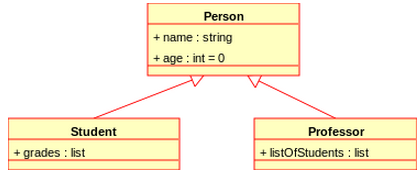 Person
+ name : string
+ age : int = 0
Student
+ grades : list
Professor
+ listOfStudents : list